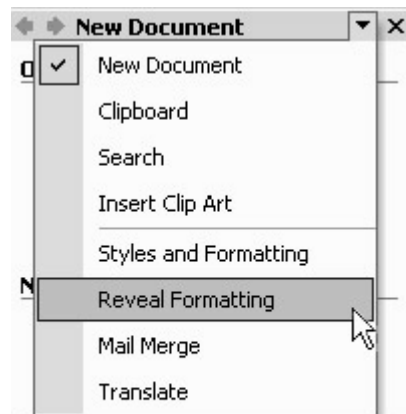 New Document
New Document
Clipboard
Search
Insert Clip Art
Styles and Formatting
Reveal Formatting
Mail Merge
Translate